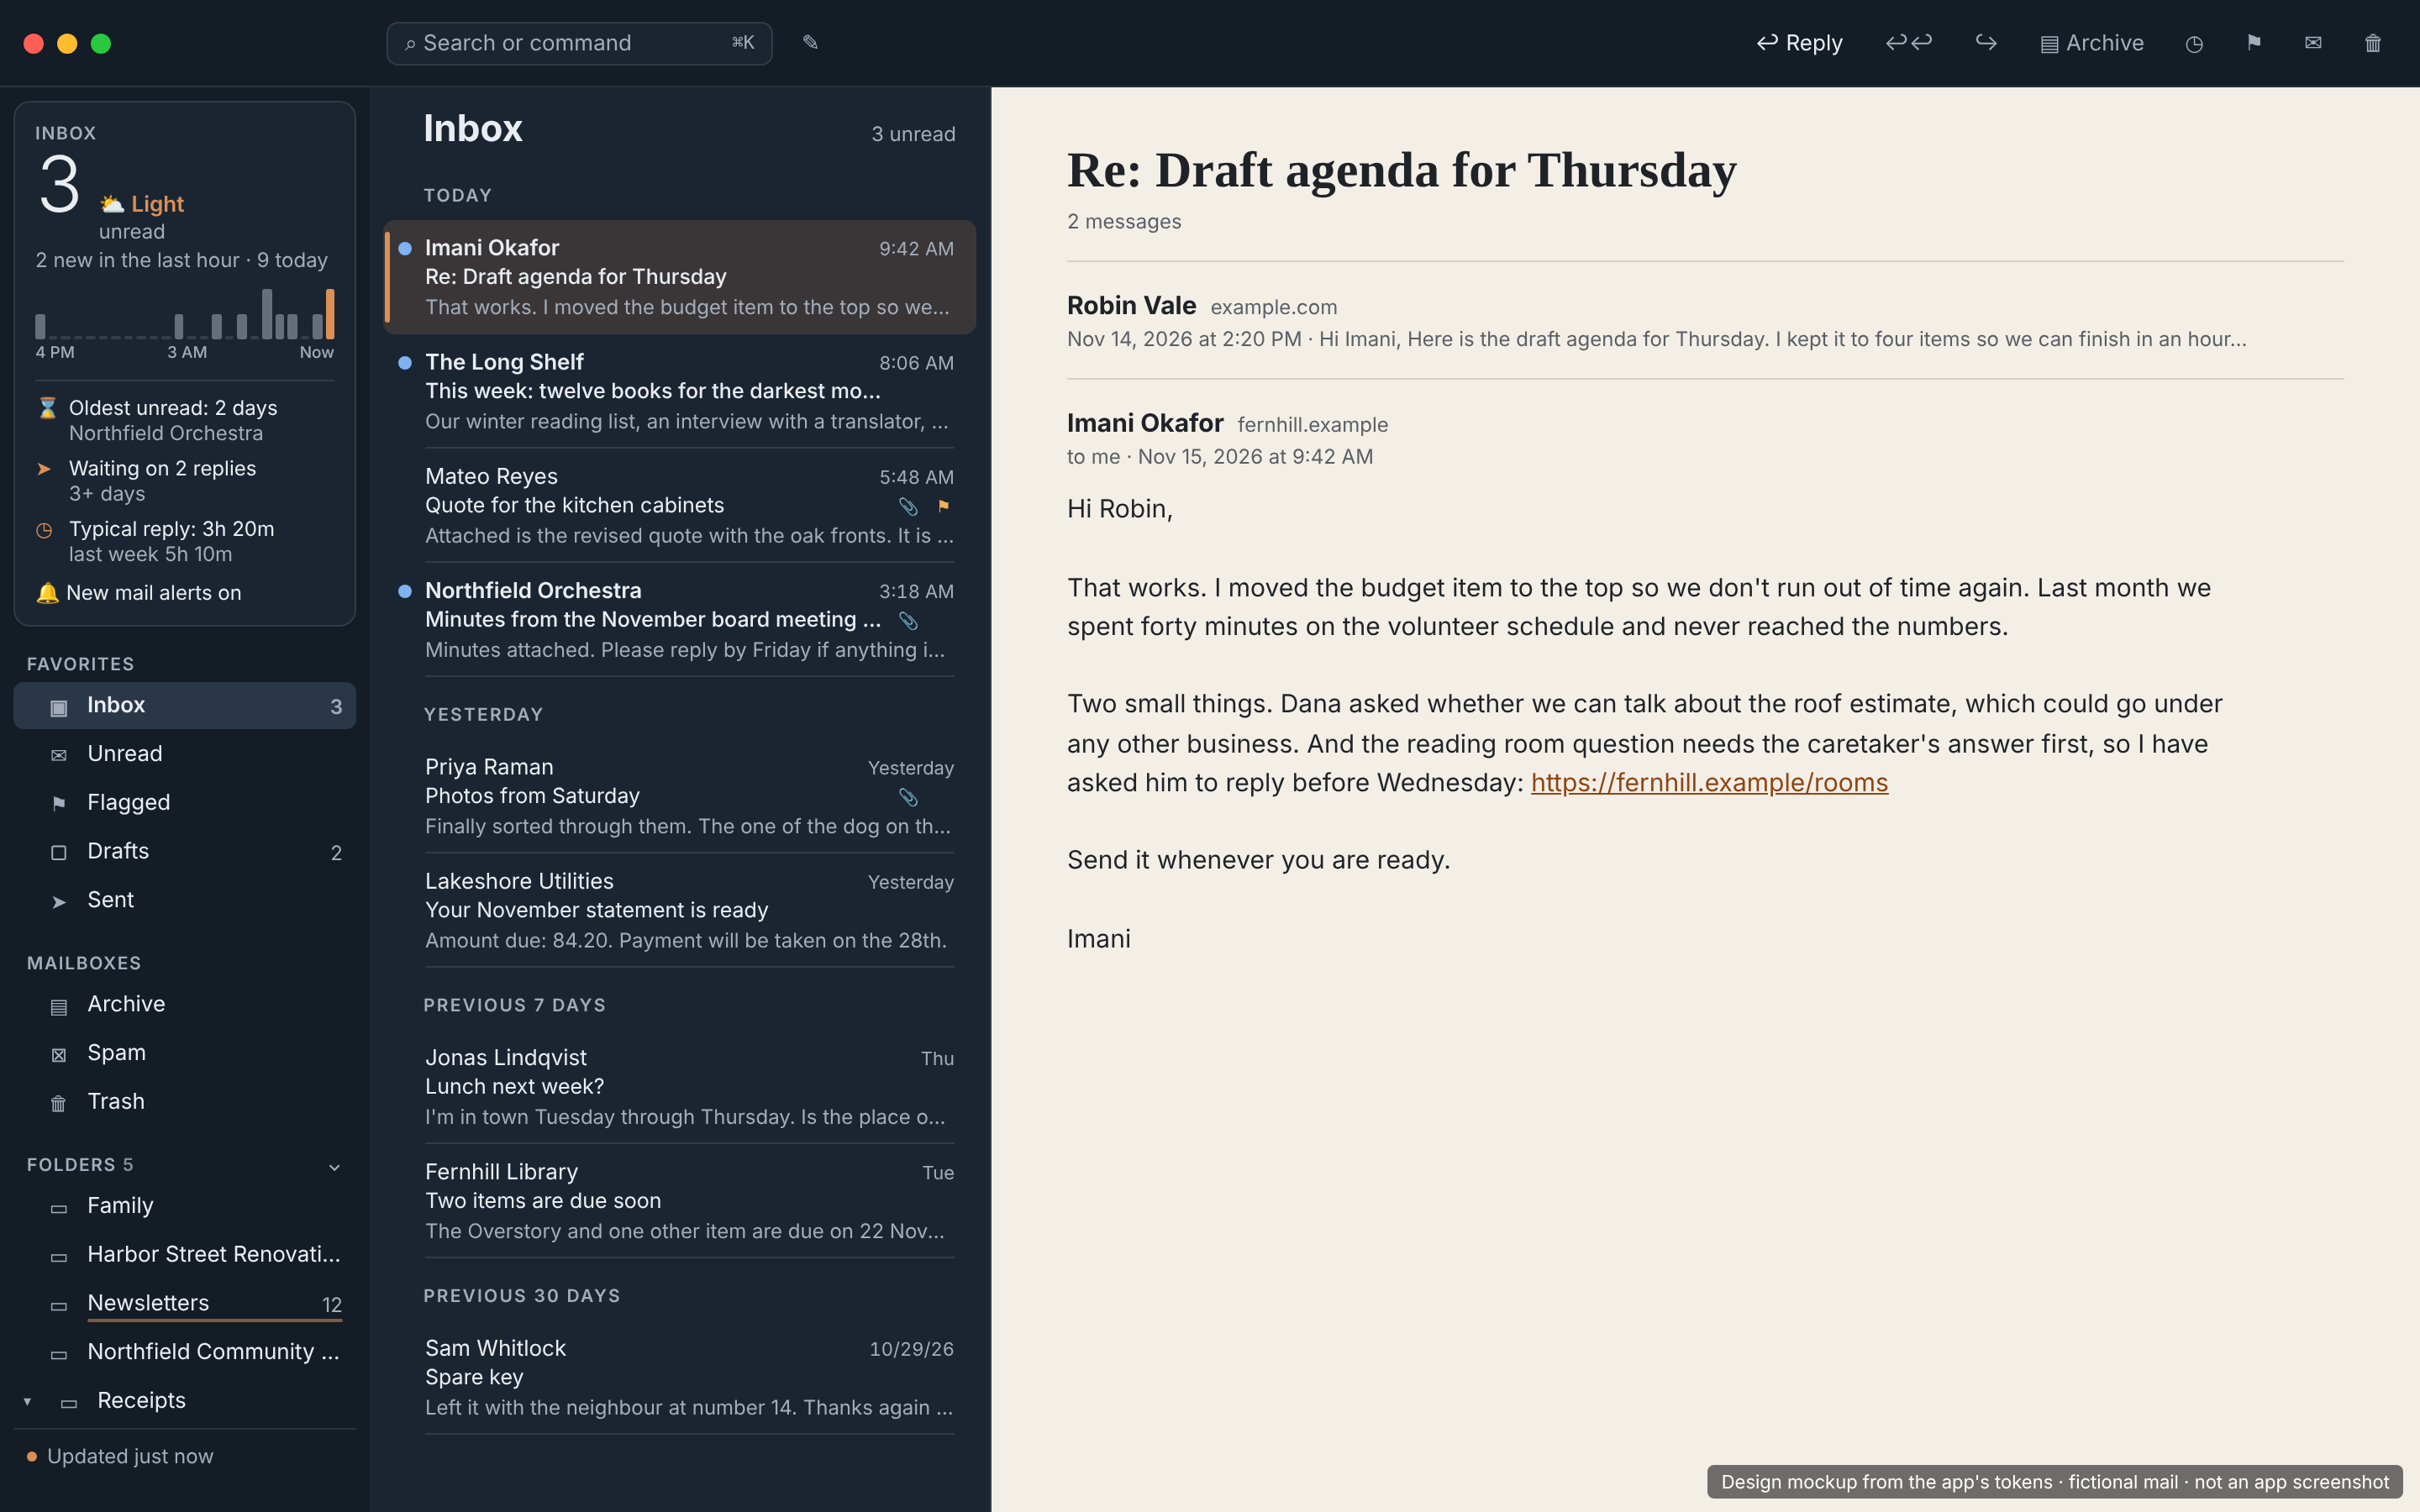 Search or command ⌘K
Reply
Archive
INBOX
3
Light
unread
2 new in the last hour · 9 today
4 PM 3 AM Now
Oldest unread: 2 days
Northfield Orchestra
Waiting on 2 replies
3+ days
Typical reply: 3h 20m
last week 5h 10m
New mail alerts on
FAVORITES
Inbox 3
Unread
Flagged
Drafts 2
Sent
MAILBOXES
Archive
Spam
Trash
FOLDERS 5
Family
Harbor Street Renovati...
Newsletters 12
Northfield Community ...
Receipts
Updated just now
Inbox 3 unread
TODAY
Imani Okafor 9:42 AM
Re: Draft agenda for Thursday
That works. I moved the budget item to the top so we...
The Long Shelf 8:06 AM
This week: twelve books for the darkest mo...
Our winter reading list, an interview with a translator, ...
Mateo Reyes 5:48 AM
Quote for the kitchen cabinets
Attached is the revised quote with the oak fronts. It is ...
Northfield Orchestra 3:18 AM
Minutes from the November board meeting ...
Minutes attached. Please reply by Friday if anything i...
YESTERDAY
Priya Raman Yesterday
Photos from Saturday
Finally sorted through them. The one of the dog on th...
Lakeshore Utilities Yesterday
Your November statement is ready
Amount due: 84.20. Payment will be taken on the 28th.
PREVIOUS 7 DAYS
Jonas Lindqvist Thu
Lunch next week?
I'm in town Tuesday through Thursday. Is the place o...
Fernhill Library Tue
Two items are due soon
The Overstory and one other item are due on 22 Nov...
PREVIOUS 30 DAYS
Sam Whitlock 10/29/26
Spare key
Left it with the neighbour at number 14. Thanks again ...
Re: Draft agenda for Thursday
2 messages
Robin Vale example.com
Nov 14, 2026 at 2:20 PM · Hi Imani, Here is the draft agenda for Thursday. I kept it to four items so we can finish in an hour...
Imani Okafor fernhill.example
to me · Nov 15, 2026 at 9:42 AM
Hi Robin,
That works. I moved the budget item to the top so we don't run out of time again. Last month we
spent forty minutes on the volunteer schedule and never reached the numbers.
Two small things. Dana asked whether we can talk about the roof estimate, which could go under
any other business. And the reading room question needs the caretaker's answer first, so I have
asked him to reply before Wednesday: https://fernhill.example/rooms
Send it whenever you are ready.
Imani
Design mockup from the app's tokens · fictional mail · not an app screenshot